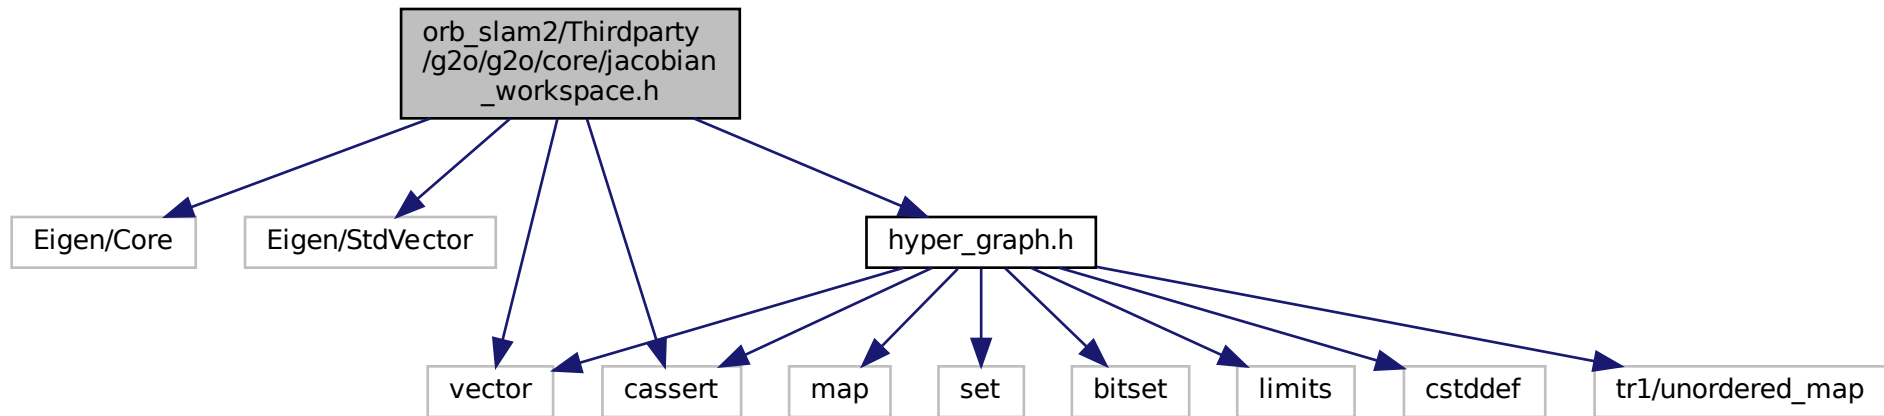 orb_slam2/Thirdparty
/g2o/g2o/core/jacobian
_workspace.h
Eigen/Core
Eigen/StdVector
hyper_graph.h
vector
cassert
map
set
bitset
limits
cstddef
tr1/unordered_map